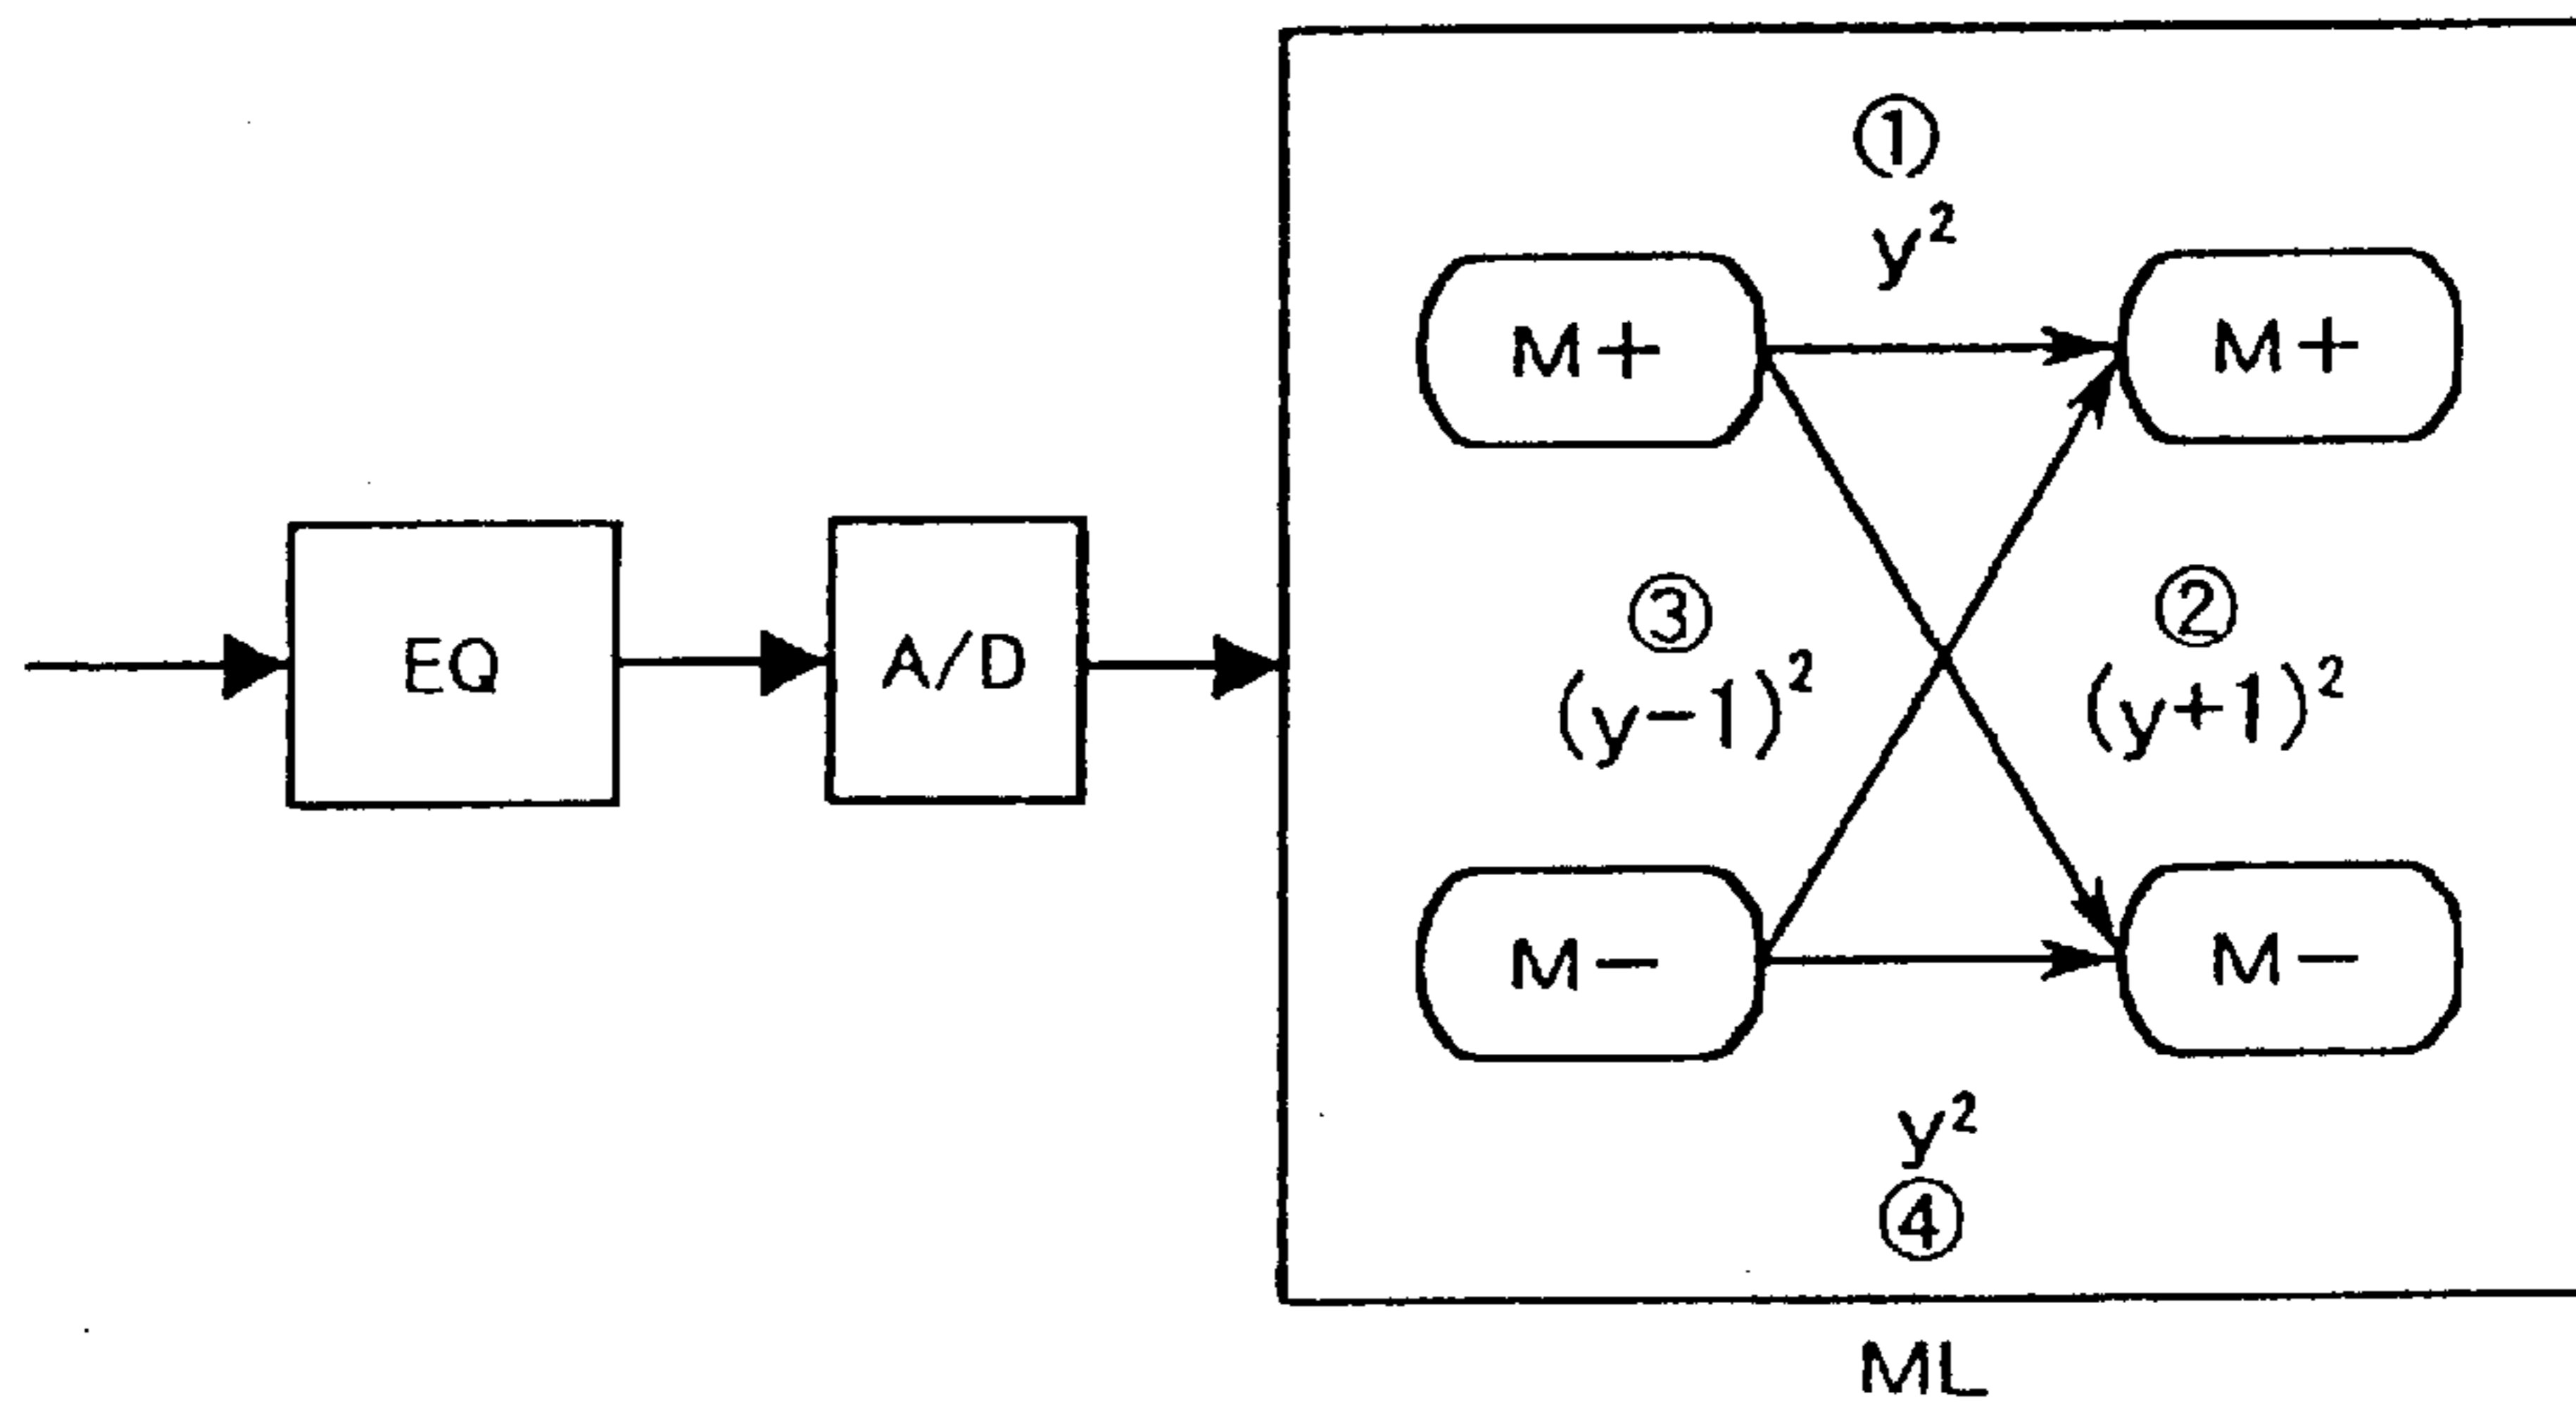 ①
y²
M+
M+
EQ
A/D
③
(y−1)²
②
(y+1)²
M−
M−
y²
④
ML